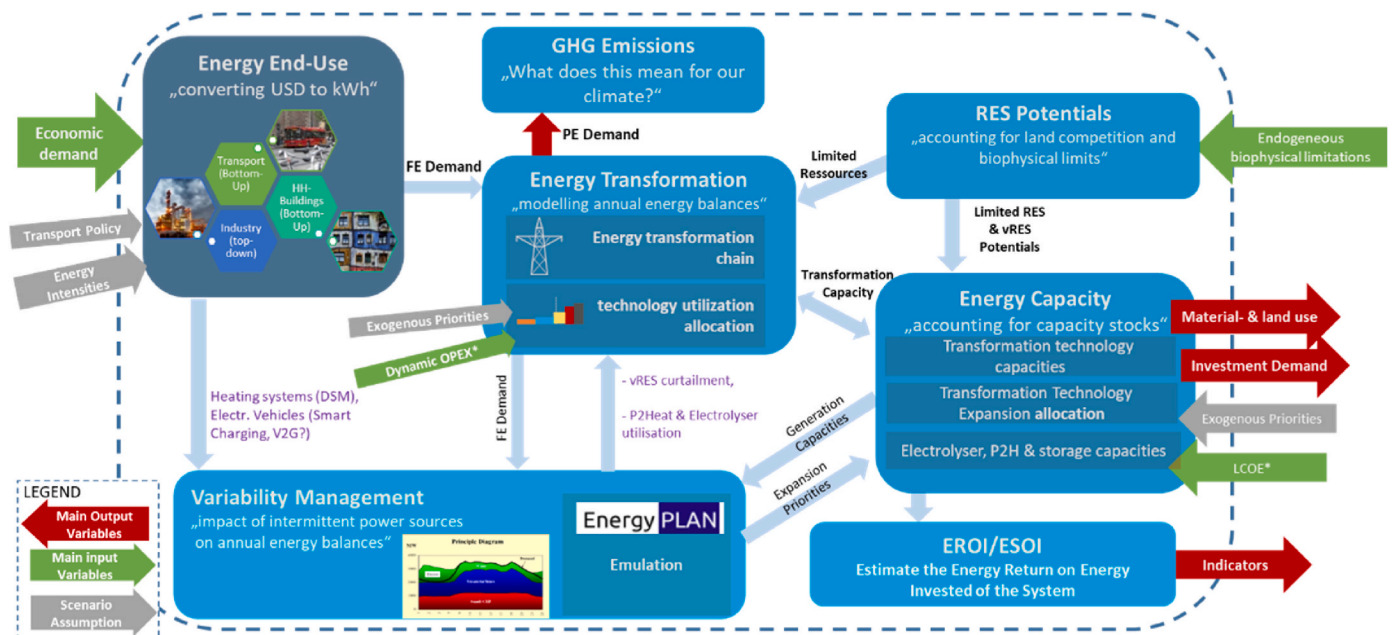 Energy End-Use
„converting USD to kWh“
Transport
(Bottom-
Up)
HH-
Buildings
(Bottom-
Up)
Industry
(top-
down)
Economic
demand
Transport Policy
Energy
Intensities
GHG Emissions
„What does this mean for our
climate?“
PE Demand
FE Demand
Energy Transformation
„modelling annual energy balances“
Energy transformation
chain
technology utilization
allocation
Exogenous Priorities
Dynamic OPEX*
RES Potentials
„accounting for land competition and
biophysical limits“
Endogeneous
biophysical limitations
Limited
Ressources
Limited RES
& vRES
Potentials
Transformation
Capacity
Energy Capacity
„accounting for capacity stocks“
Transformation technology
capacities
Transformation Technology
Expansion allocation
Electrolyser, P2H & storage capacities
Material- & land use
Investment Demand
Exogenous Priorities
LCOE*
Heating systems (DSM),
Electr. Vehicles (Smart
Charging, V2G?)
FE Demand
- vRES curtailment,
- P2Heat & Electrolyser
utilisation
Generation
Capacities
Expansion
Priorities
Variability Management
„impact of intermittent power sources
on annual energy balances“
Principle Diagram
EnergyPLAN
Emulation
EROI/ESOI
Estimate the Energy Return on Energy
Invested of the System
Indicators
LEGEND
Main Output
Variables
Main input
Variables
Scenario
Assumption